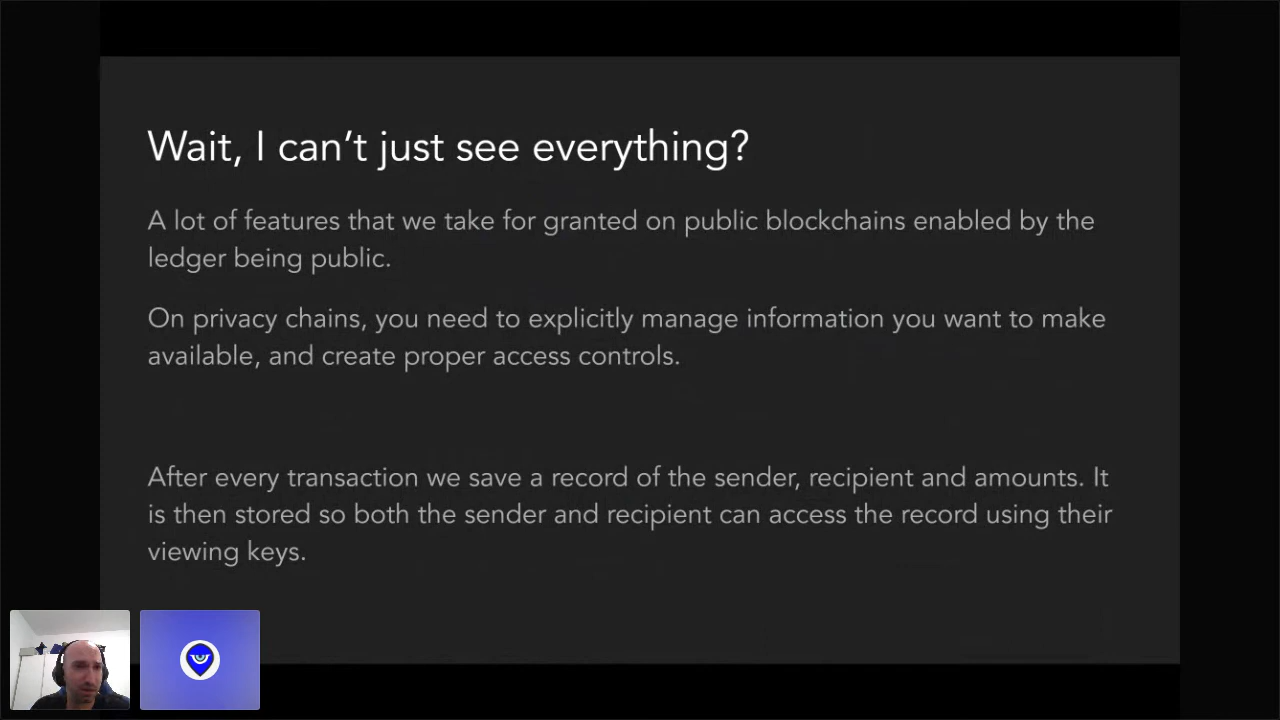 Wait, I can’t just see everything?
A lot of features that we take for granted on public blockchains enabled by the
ledger being public.
On privacy chains, you need to explicitly manage information you want to make
available, and create proper access controls.
After every transaction we save a record of the sender, recipient and amounts. It
is then stored so both the sender and recipient can access the record using their
viewing keys.